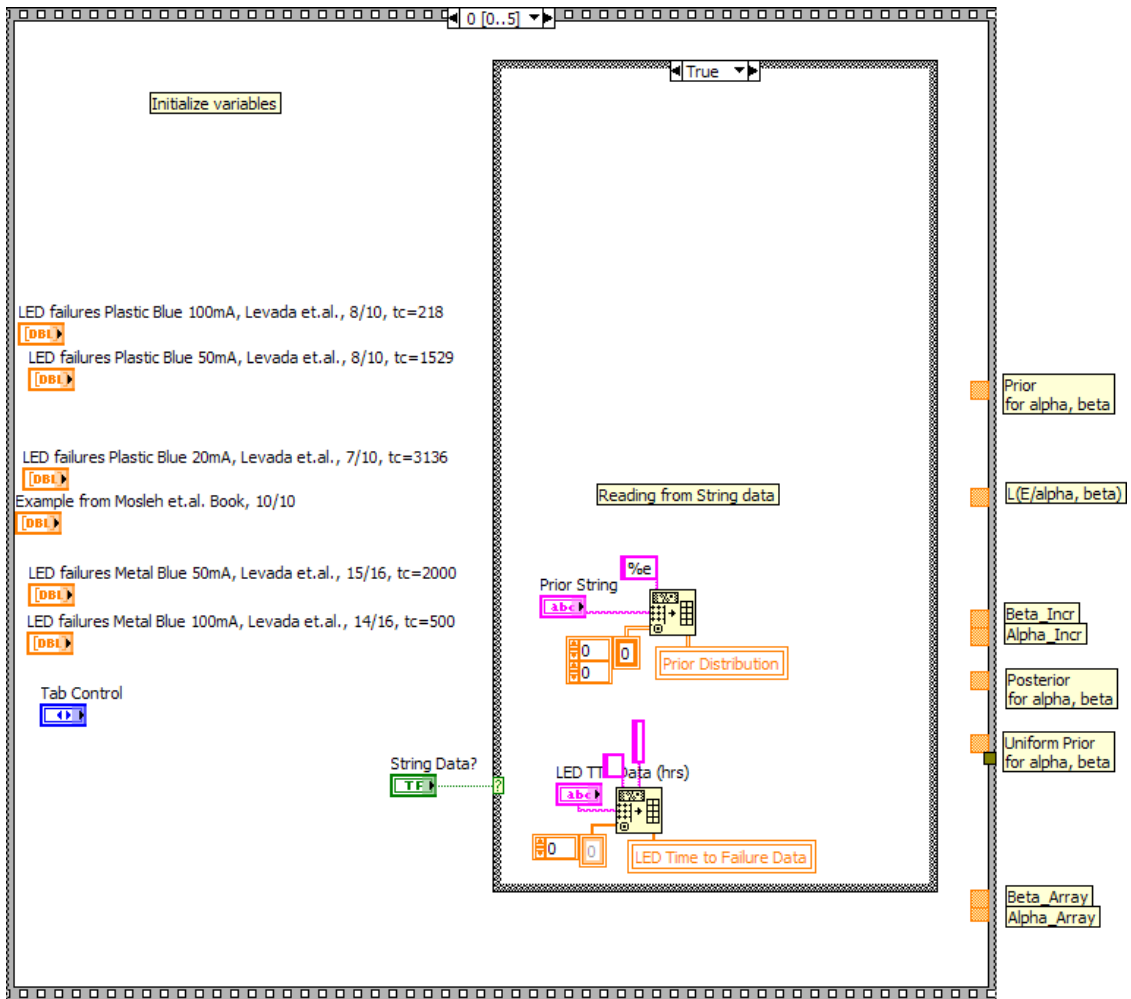 0 [0..5]
True
Initialize variables
LED failures Plastic Blue 100mA, Levada et.al., 8/10, tc=218
[DBL]
LED failures Plastic Blue 50mA, Levada et.al., 8/10, tc=1529
[DBL]
Prior
for alpha, beta
LED failures Plastic Blue 20mA, Levada et.al., 7/10, tc=3136
[DBL]
Example from Mosleh et.al. Book, 10/10
[DBL]
Reading from String data
L(E/alpha, beta)
LED failures Metal Blue 50mA, Levada et.al., 15/16, tc=2000
[DBL]
LED failures Metal Blue 100mA, Levada et.al., 14/16, tc=500
[DBL]
%e
Prior String
abc
0
0
0
Prior Distribution
Beta_Incr
Alpha_Incr
Posterior
for alpha, beta
Tab Control
Uniform Prior
for alpha, beta
String Data?
TF
?
LED TT Data (hrs)
abc
0
0
LED Time to Failure Data
Beta_Array
Alpha_Array